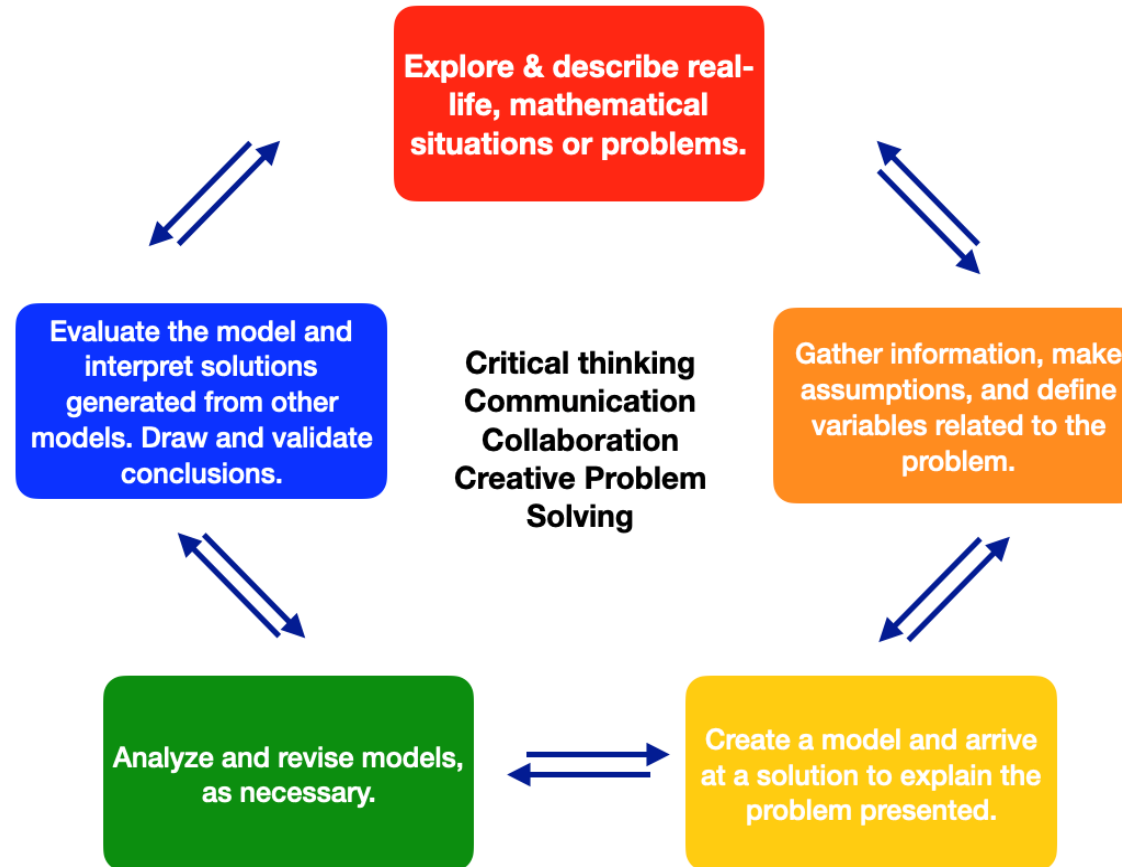 Explore & describe real-
life, mathematical
situations or problems.
Evaluate the model and
interpret solutions
generated from other
models. Draw and validate
conclusions.
Critical thinking
Communication
Collaboration
Creative Problem
Solving
Gather information, make
assumptions, and define
variables related to the
problem.
Analyze and revise models,
as necessary.
Create a model and arrive
at a solution to explain the
problem presented.